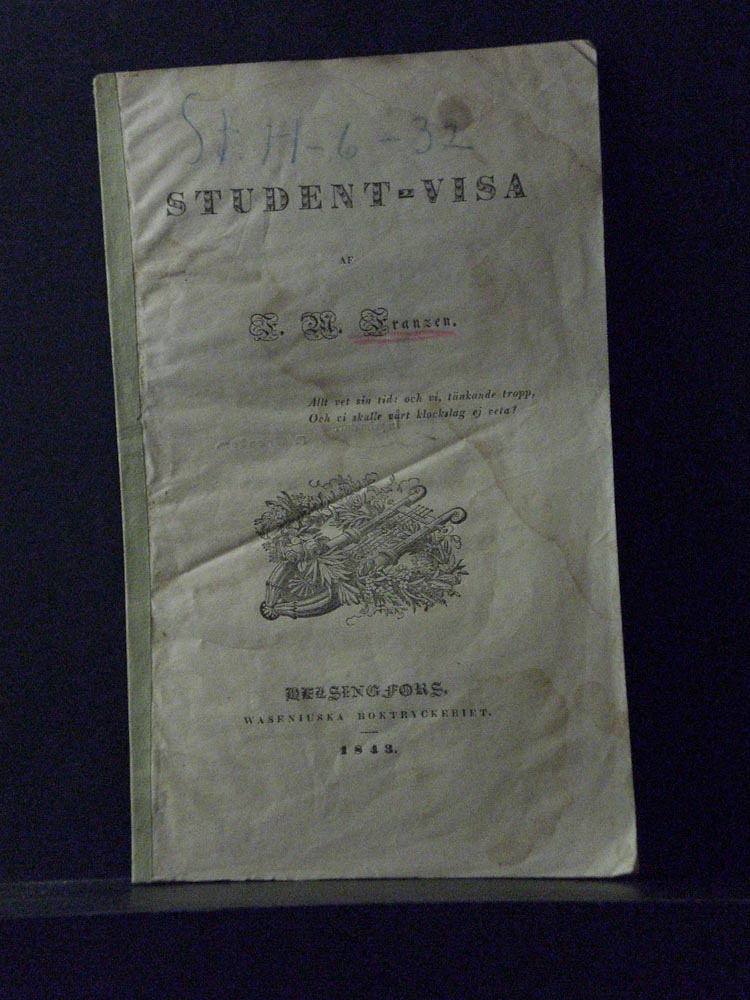 St. H-6-32
STUDENT-VISA
AF
F. M. Franzen.
Allt vet sin tid: och vi, tänkande tropp,
Och vi skulle vårt klockslag ej veta?
HELSINGFORS.
WASENIUSKA BOKTRYCKERIET.
1843.